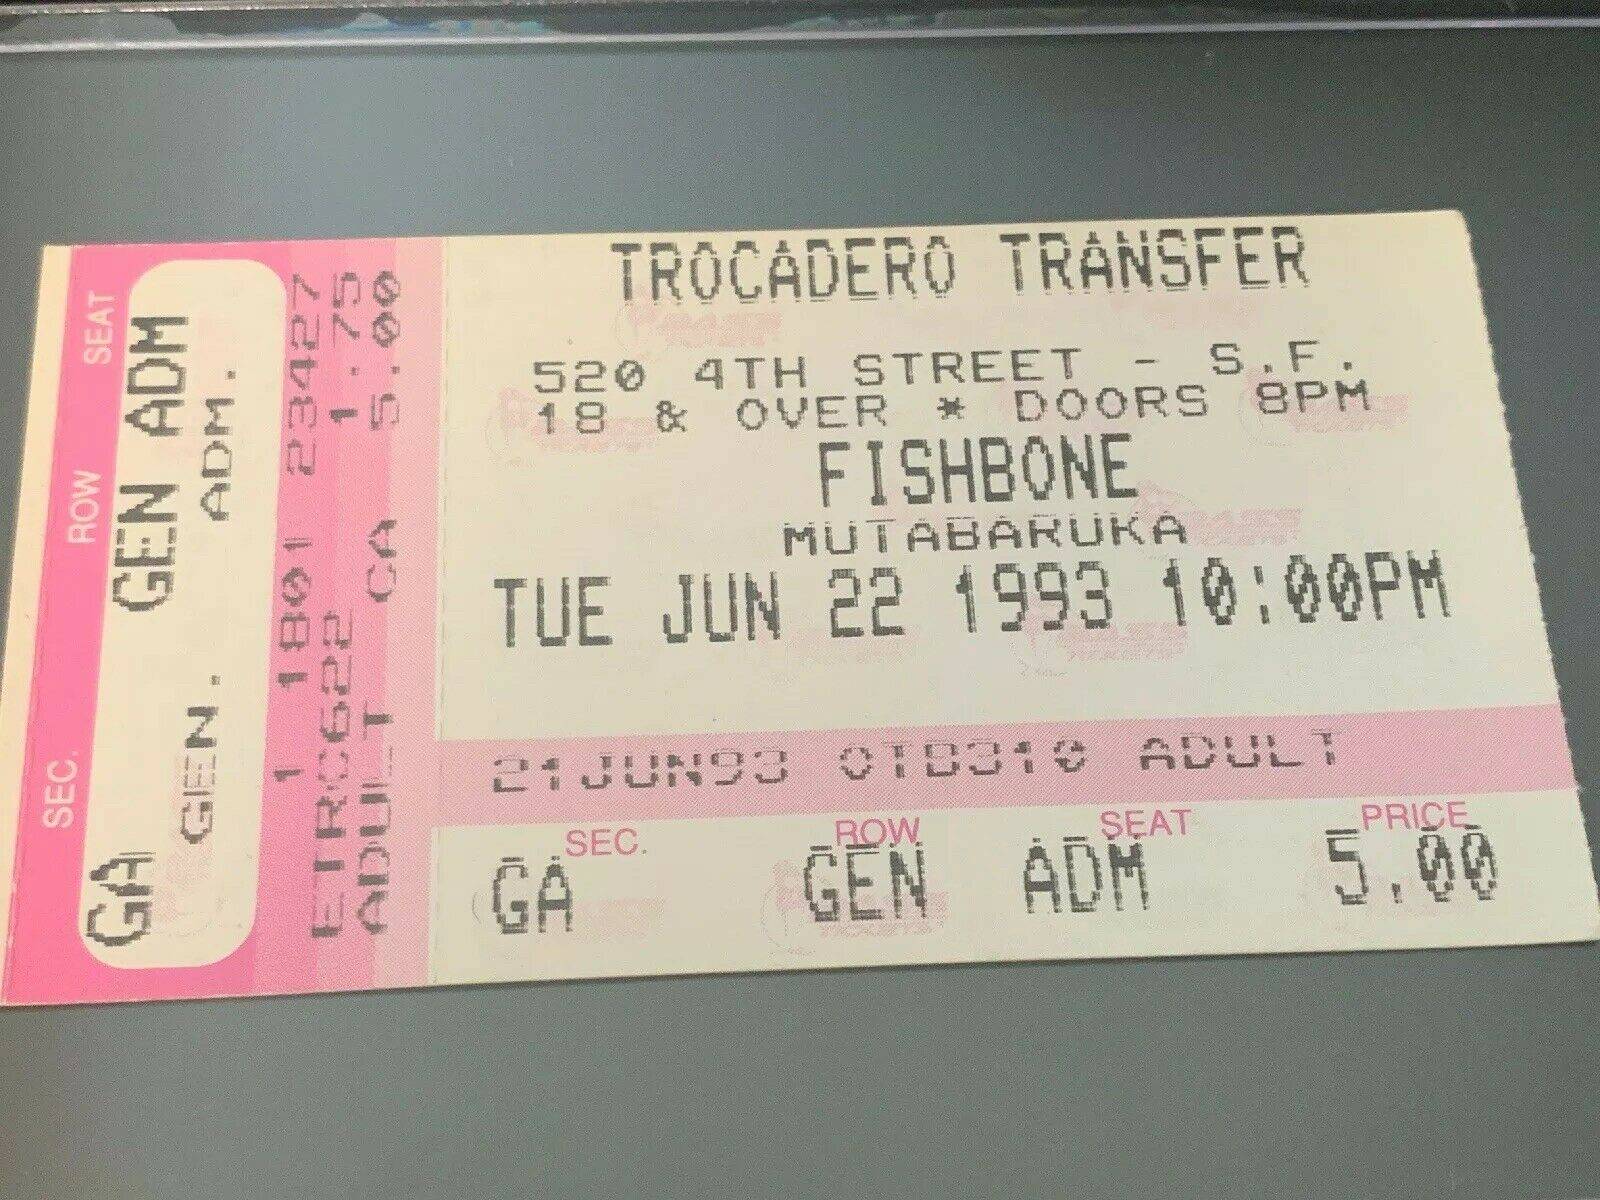 TROCADERO TRANSFER
520 4TH STREET - S.F.
18 & OVER * DOORS 8PM
FISHBONE
MUTABARUKA
TUE JUN 22 1993 10:00PM
21JUN93 ADULT
SEC. ROW SEAT PRICE
GA GEN ADM 5.00
SEC. ROW SEAT
GA GEN ADM
GEN. ADM.
1 1801 23427
ETRC622 1.75
ADULT CA 5.00